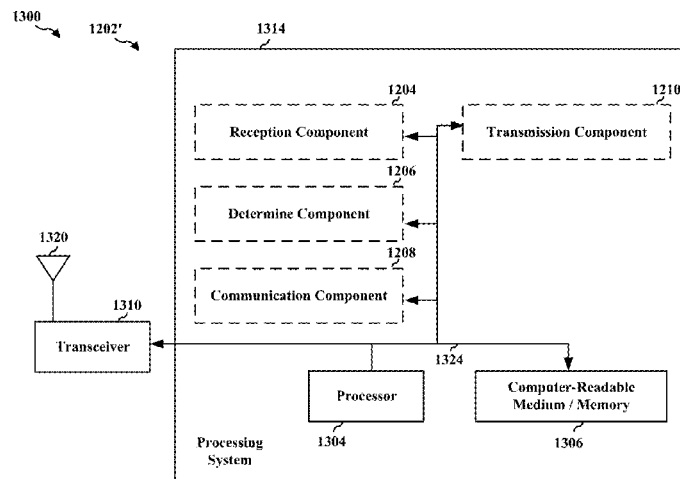 1300
1202'
1314
1204
Reception Component
1210
Transmission Component
1206
Determine Component
1208
Communication Component
1320
1310
Transceiver
1324
Processor
1304
Computer-Readable
Medium / Memory
1306
Processing
System